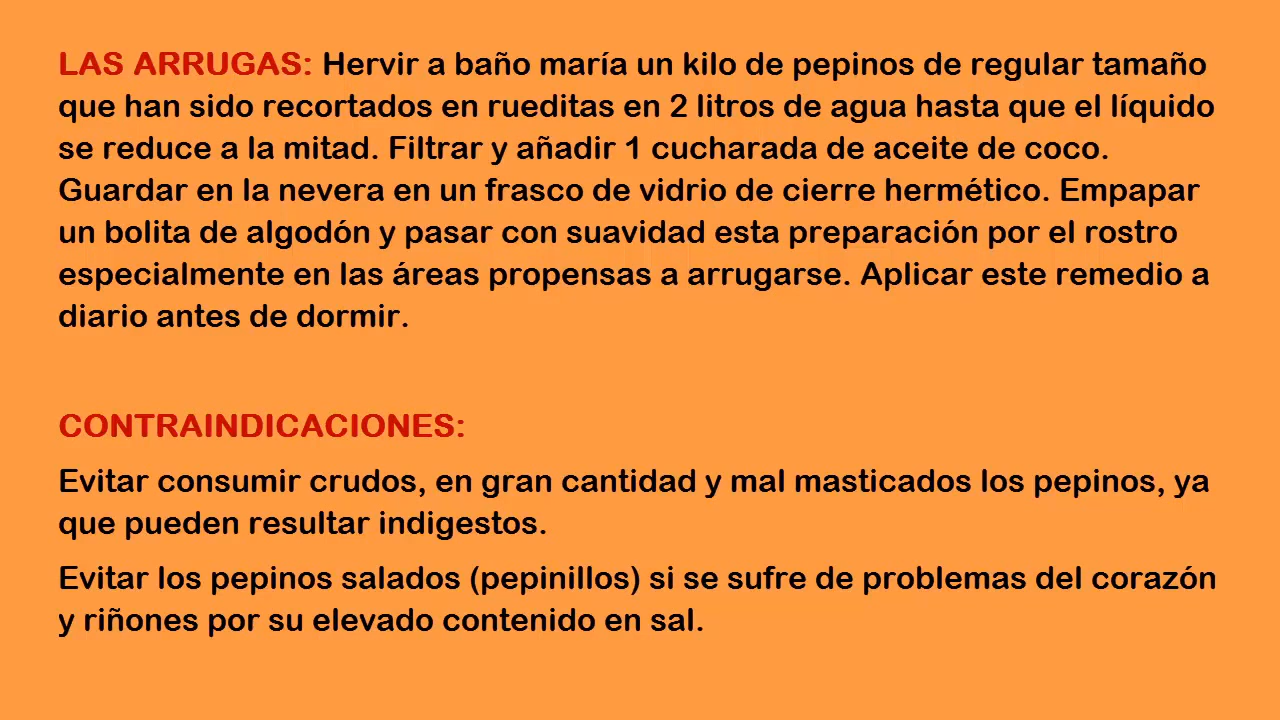 LAS ARRUGAS: Hervir a baño maría un kilo de pepinos de regular tamaño
que han sido recortados en rueditas en 2 litros de agua hasta que el líquido
se reduce a la mitad. Filtrar y añadir 1 cucharada de aceite de coco.
Guardar en la nevera en un frasco de vidrio de cierre hermético. Empapar
un bolita de algodón y pasar con suavidad esta preparación por el rostro
especialmente en las áreas propensas a arrugarse. Aplicar este remedio a
diario antes de dormir.
CONTRAINDICACIONES:
Evitar consumir crudos, en gran cantidad y mal masticados los pepinos, ya
que pueden resultar indigestos.
Evitar los pepinos salados (pepinillos) si se sufre de problemas del corazón
y riñones por su elevado contenido en sal.